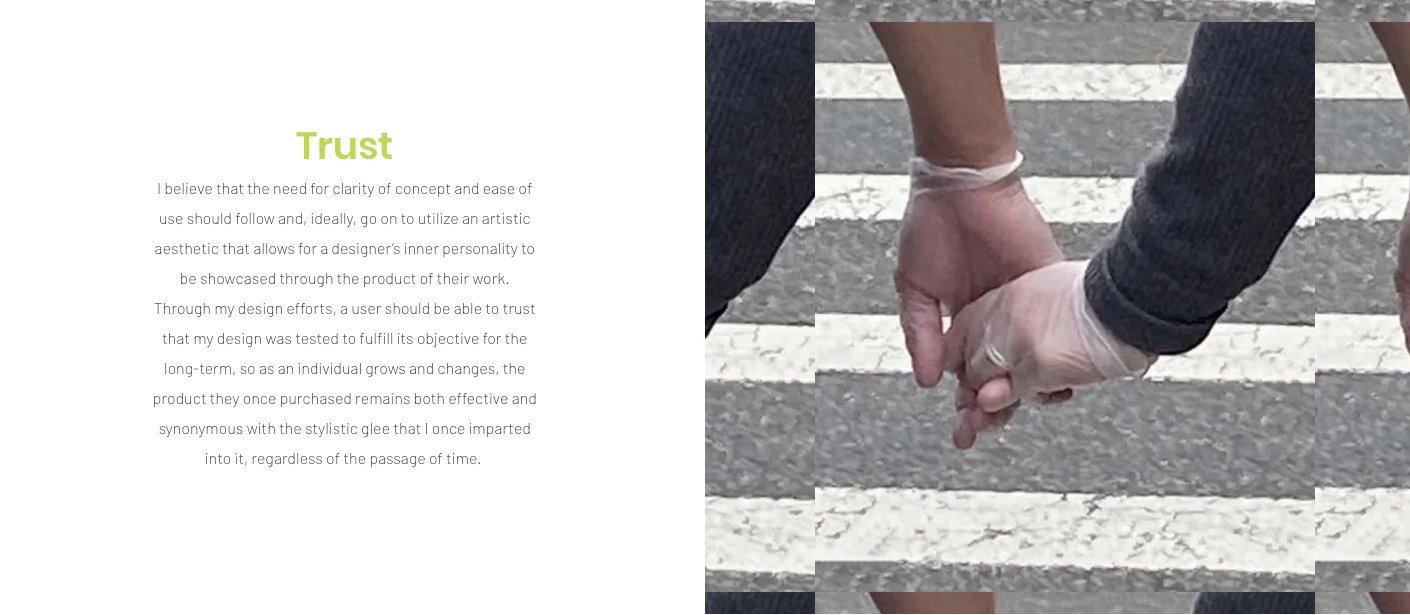 Trust
I believe that the need for clarity of concept and ease of
use should follow and, ideally, go on to utilize an artistic
aesthetic that allows for a designer’s inner personality to
be showcased through the product of their work.
Through my design efforts, a user should be able to trust
that my design was tested to fulfill its objective for the
long-term, so as an individual grows and changes, the
product they once purchased remains both effective and
synonymous with the stylistic glee that I once imparted
into it, regardless of the passage of time.